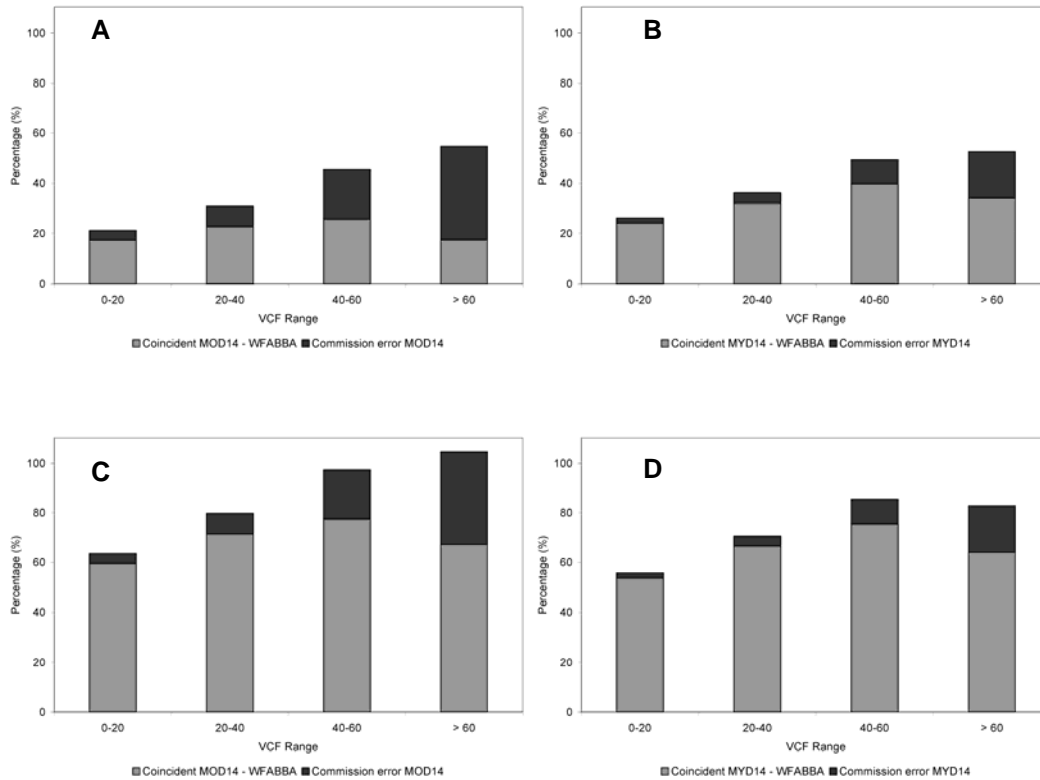 A
Percentage (%)
100
80
60
40
20
0
0-20 20-40 40-60 > 60
VCF Range
Coincident MOD14 - WFABBA Commission error MOD14
B
Percentage (%)
100
80
60
40
20
0
0-20 20-40 40-60 > 60
VCF Range
Coincident MYD14 - WFABBA Commission error MYD14
C
Percentage (%)
100
80
60
40
20
0
0-20 20-40 40-60 > 60
VCF Range
Coincident MOD14 - WFABBA Commission error MOD14
D
Percentage (%)
100
80
60
40
20
0
0-20 20-40 40-60 > 60
VCF Range
Coincident MYD14 - WFABBA Commission error MYD14